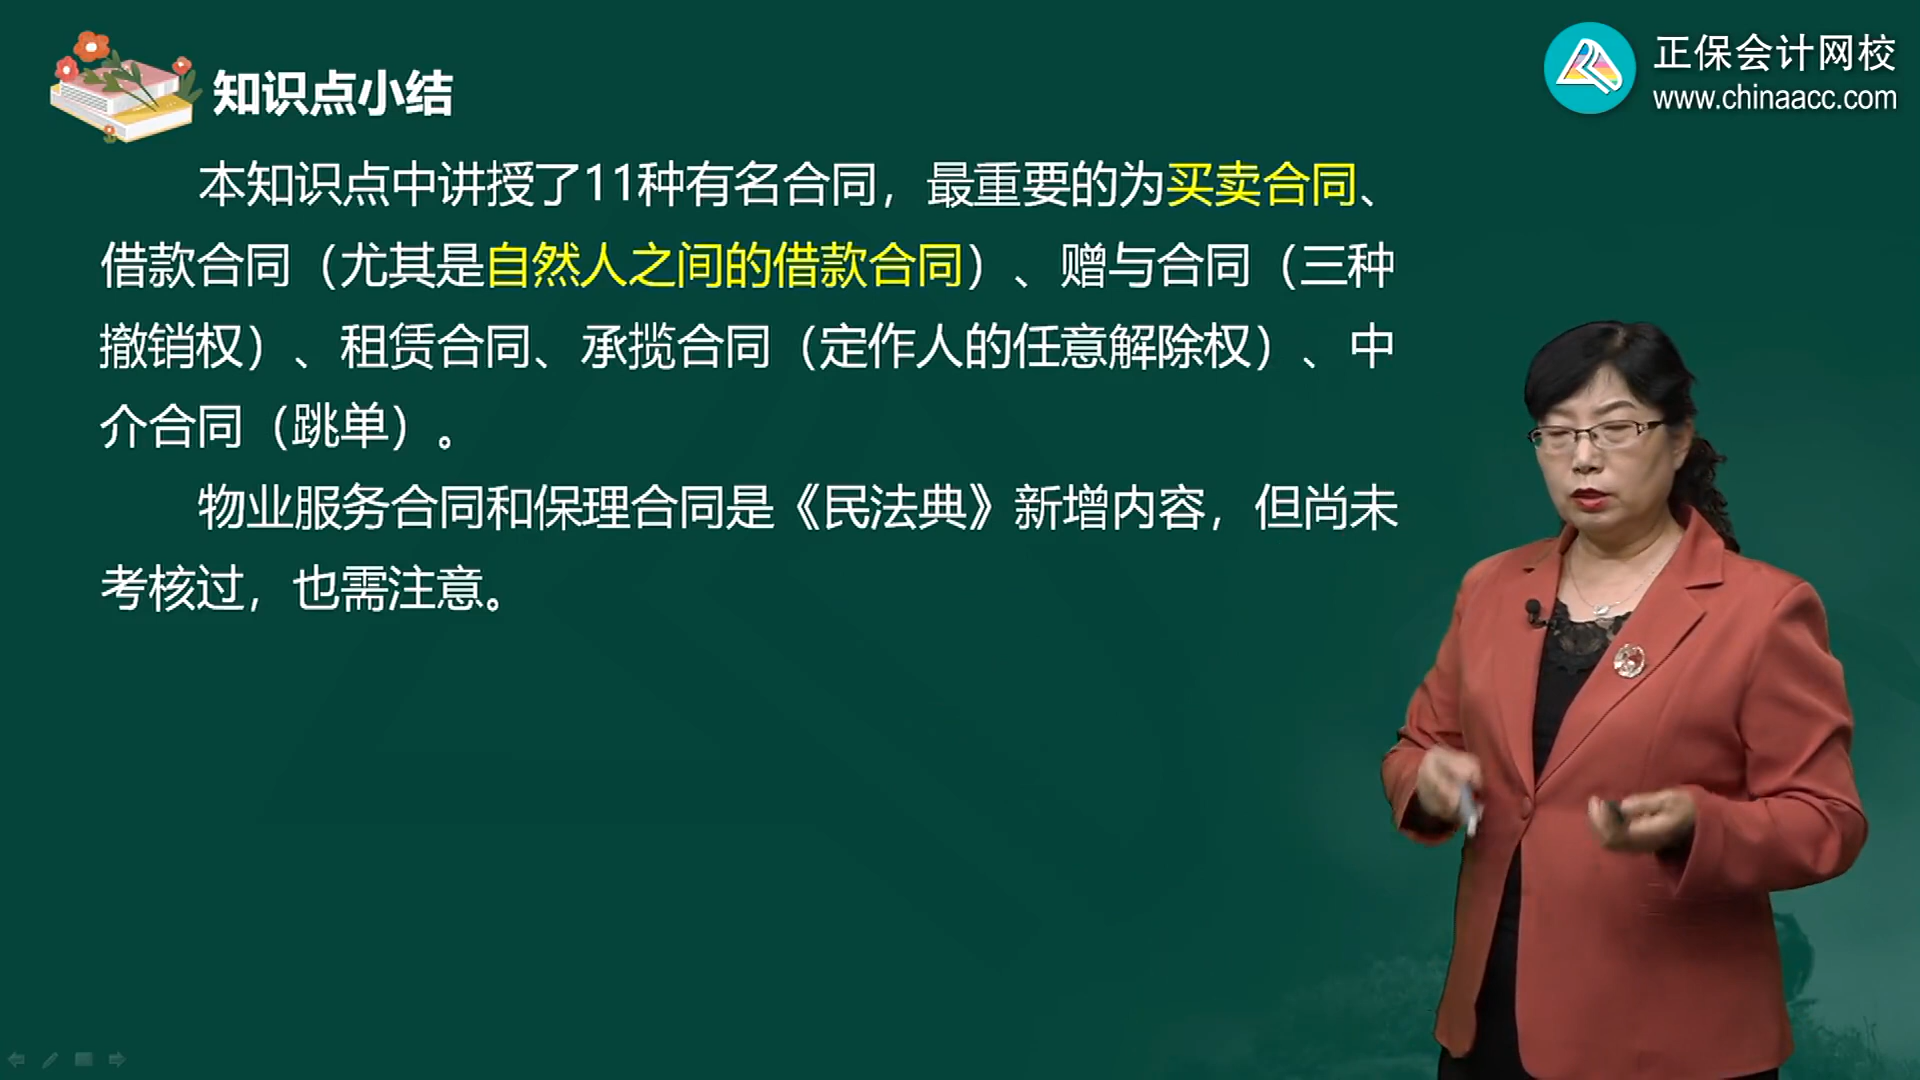 正保会计网校
www.chinaacc.com
知识点小结
本知识点中讲授了11种有名合同，最重要的为买卖合同、
借款合同（尤其是自然人之间的借款合同）、赠与合同（三种
撤销权）、租赁合同、承揽合同（定作人的任意解除权）、中
介合同（跳单）。
物业服务合同和保理合同是《民法典》新增内容，但尚未
考核过，也需注意。